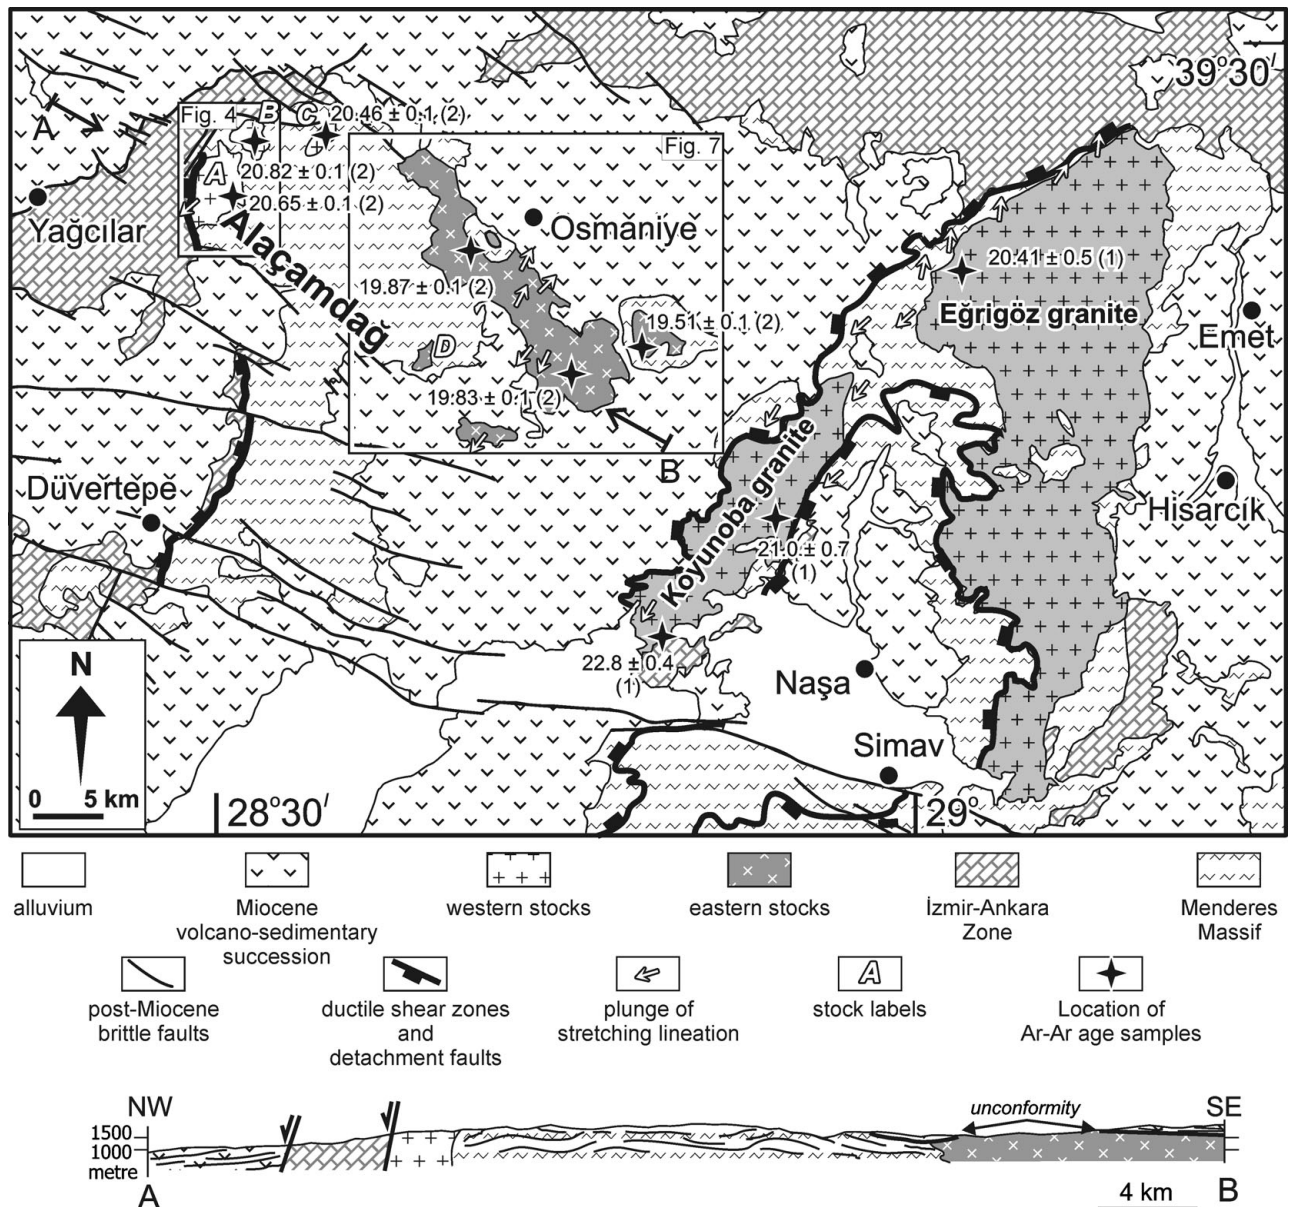 39°30'
A
Fig. 4
B
C
20.46 ± 0.1 (2)
Fig. 7
A
20.82 ± 0.1 (2)
20.65 ± 0.1 (2)
Yağcılar
Alaçamdağ
Osmaniye
19.87 ± 0.1 (2)
20.41 ± 0.5 (1)
Eğrigöz granite
19.51 ± 0.1 (2)
Emet
D
19.83 ± 0.1 (2)
B
Koyunoba granite
Düvertepe
Hisarcık
21.0 ± 0.7
(1)
22.8 ± 0.4
(1)
N
Naşa
Simav
0 5 km
28°30'
29°
alluvium
Miocene
volcano-sedimentary
succession
western stocks
eastern stocks
İzmir-Ankara
Zone
Menderes
Massif
post-Miocene
brittle faults
ductile shear zones
and
detachment faults
plunge of
stretching lineation
A
stock labels
Location of
Ar-Ar age samples
NW
unconformity
SE
1500
1000
metre
A
4 km
B